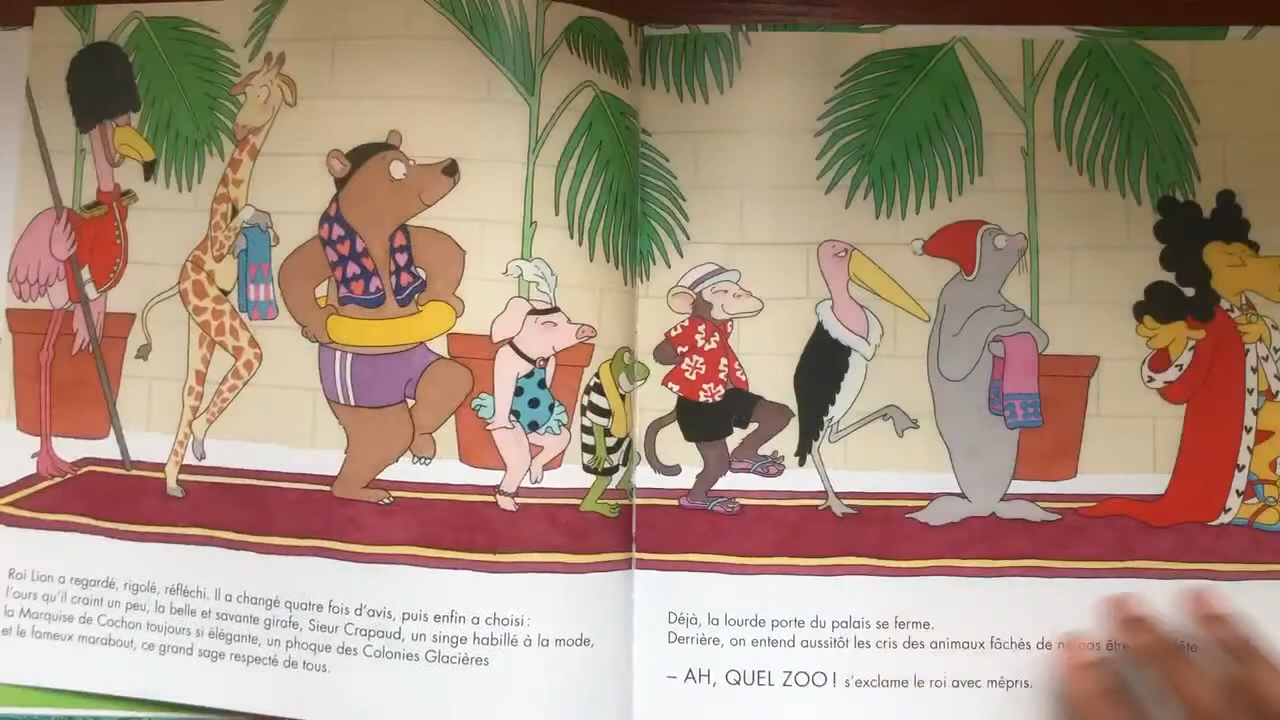 Roi Lion a regardé, rigolé, réfléchi. Il a changé quatre fois d'avis, puis enfin a choisi :
l'ours qu'il craint un peu, la belle et savante girafe, Sieur Crapaud, un singe habillé à la mode,
la Marquise de Cochon toujours si élégante, un phoque des Colonies Glacières
et le fameux marabout, ce grand sage respecté de tous.
Déjà, la lourde porte du palais se ferme.
Derrière, on entend aussitôt les cris des animaux fâchés de pas être
– AH, QUEL ZOO ! s'exclame le roi avec mépris.